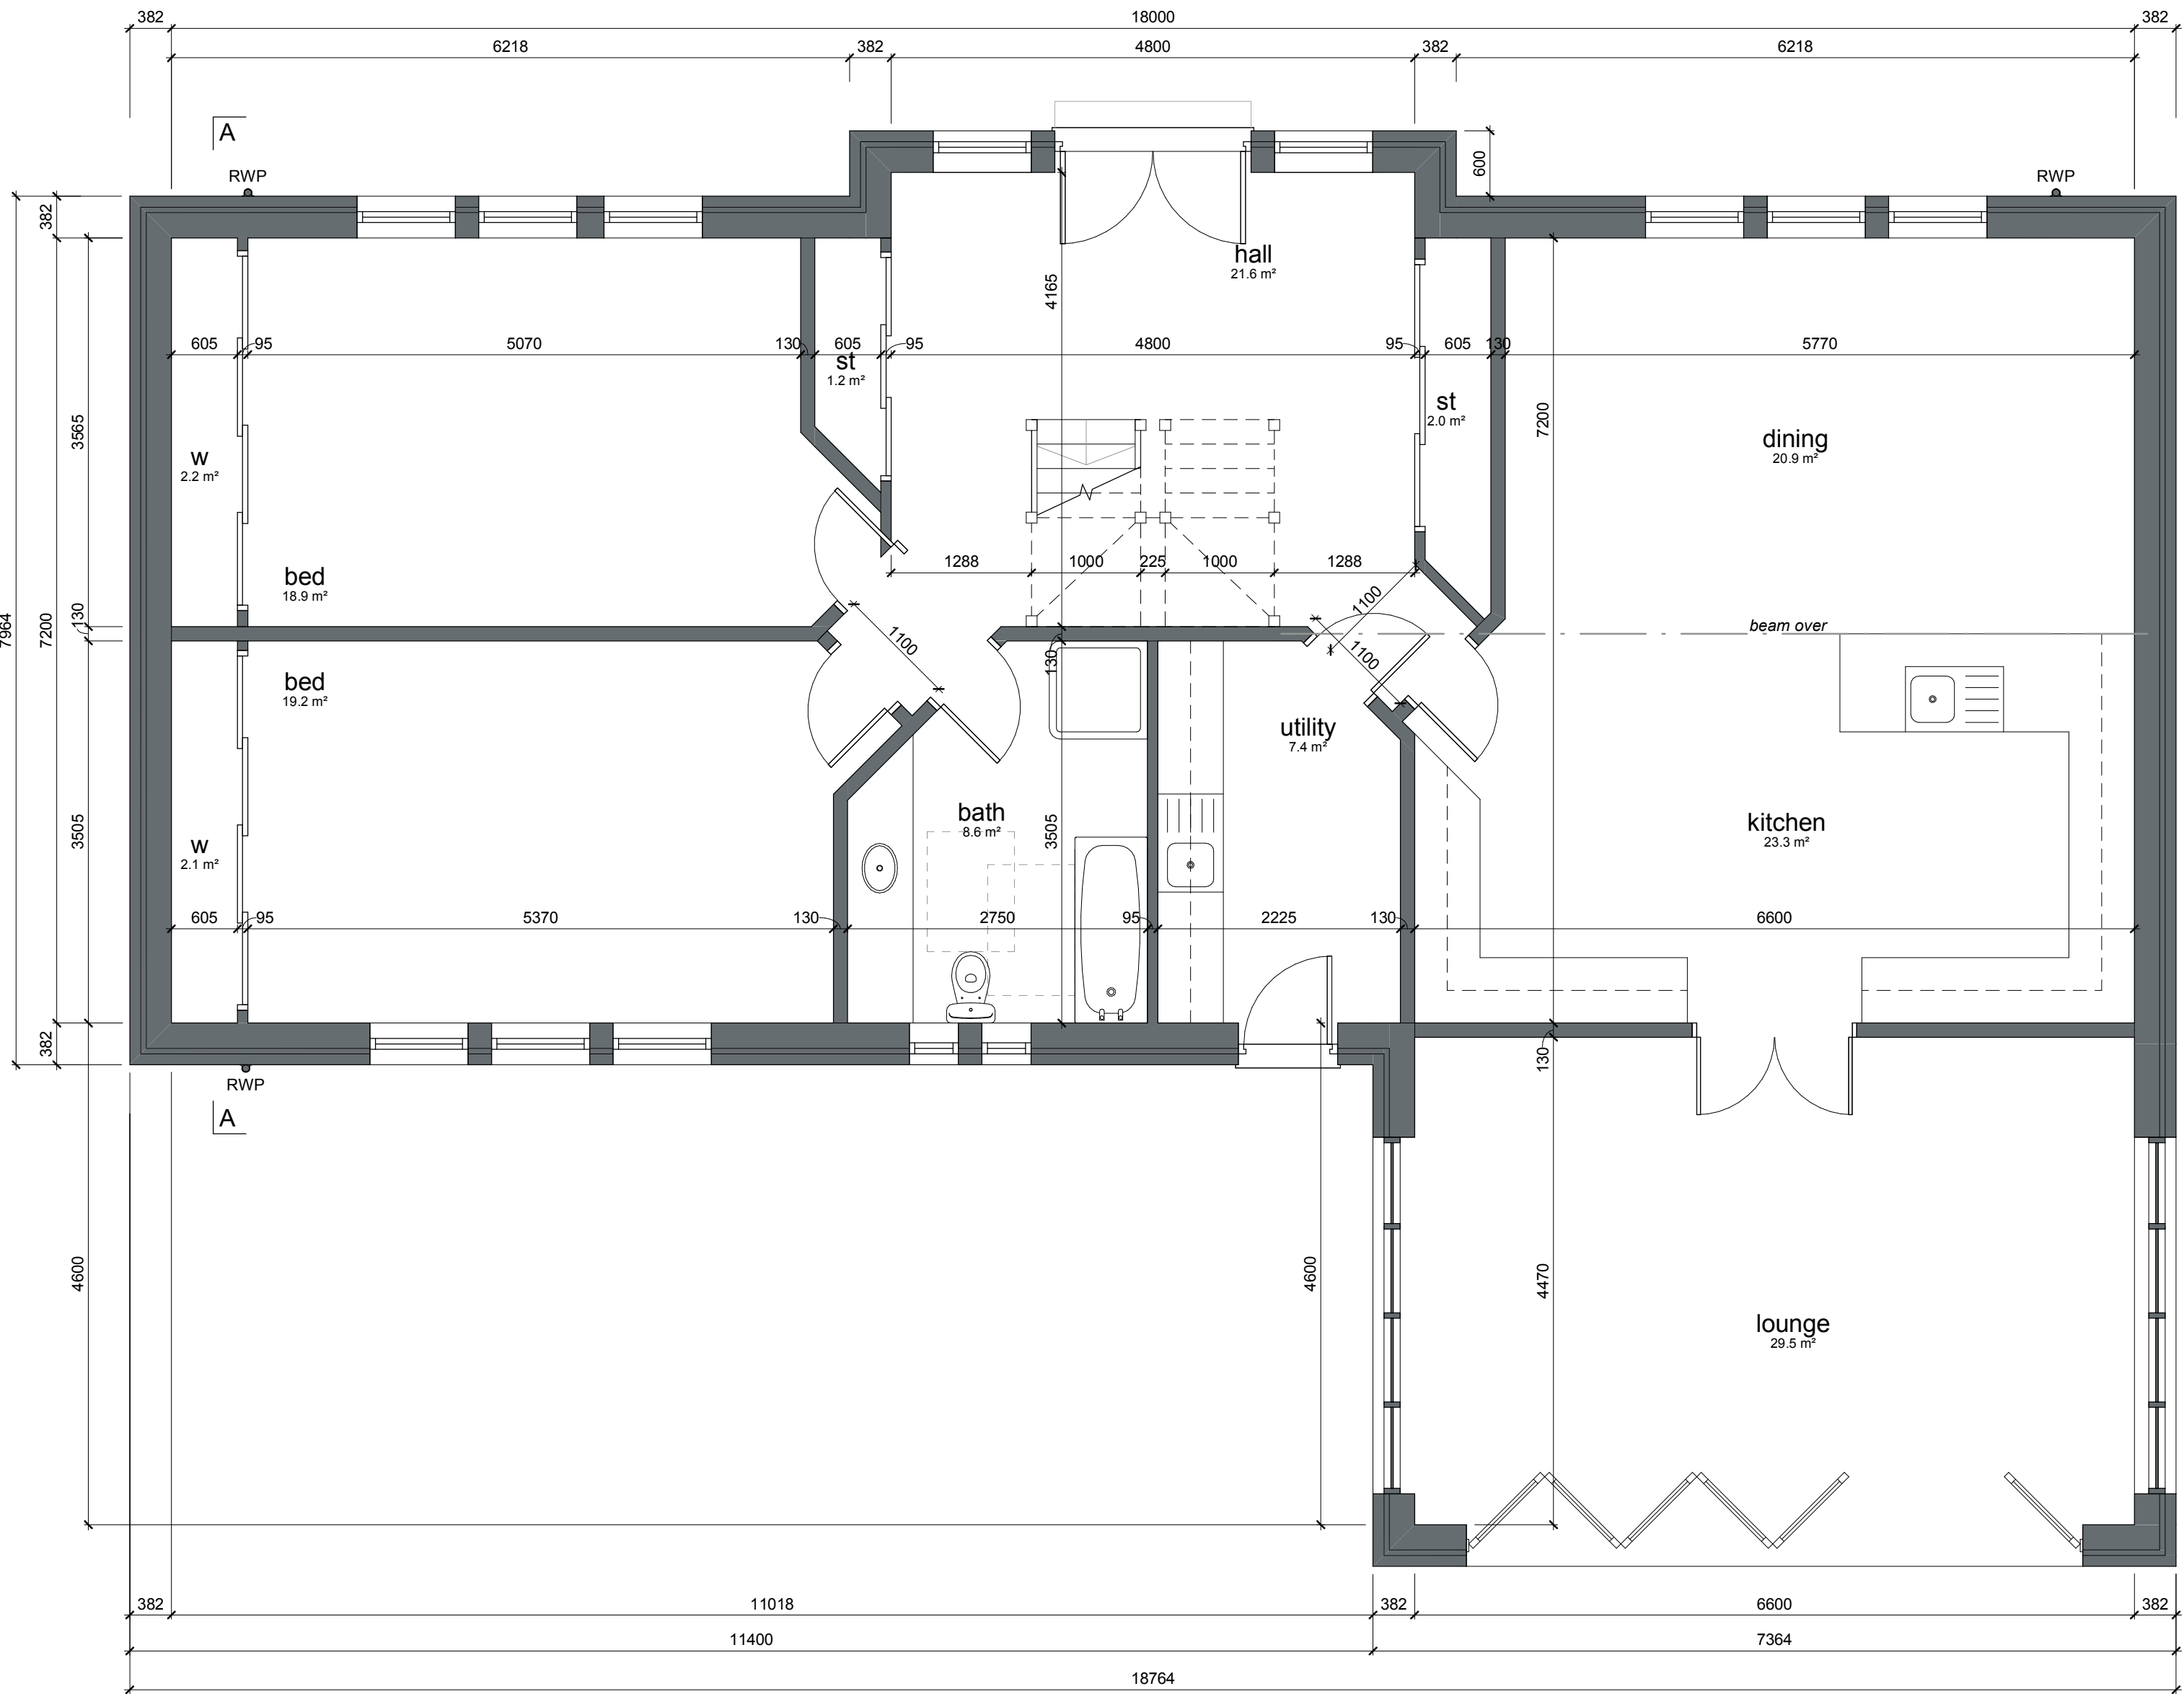 382 18000 382
6218 382 4800 382 6218
A
RWP
RWP
600
382
hall
21.6 m²
4165
605 95 5070 130 605 95 4800 95 605 130 5770
st
1.2 m²
st
2.0 m²
3565
7200
dining
20.9 m²
w
2.2 m²
bed
18.9 m²
1288 1000 225 1000 1288
1100
130
7964
7200
1100
1100
130
beam over
bed
19.2 m²
utility
7.4 m²
bath
8.6 m²
kitchen
23.3 m²
w
2.1 m²
3505
3505
605 95 5370 130 2750 95 2225 130 6600
382
130
RWP
A
4600
4600
4470
lounge
29.5 m²
382 11018 382 6600 382
11400 7364
18764